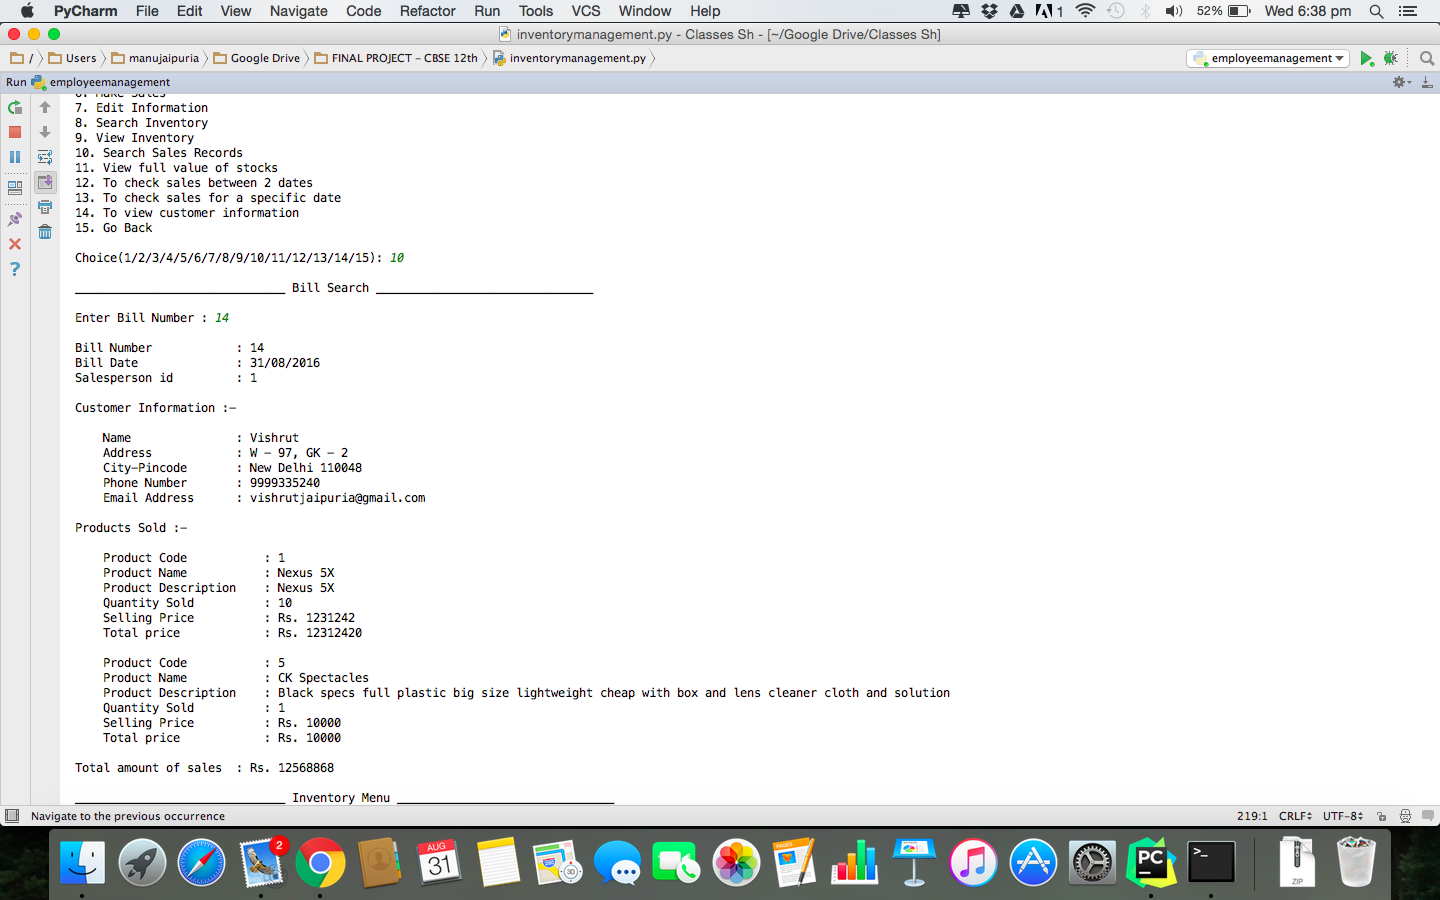 PyCharm File Edit View Navigate Code Refactor Run Tools VCS Window Help 1 52% Wed 6:38 pm
inventorymanagement.py - Classes Sh - [~/Google Drive/Classes Sh]
/ Users manujaipuria Google Drive FINAL PROJECT – CBSE 12th inventorymanagement.py employeemanagement
Run employeemanagement
6. Make Sales
7. Edit Information
8. Search Inventory
9. View Inventory
10. Search Sales Records
11. View full value of stocks
12. To check sales between 2 dates
13. To check sales for a specific date
14. To view customer information
15. Go Back
Choice(1/2/3/4/5/6/7/8/9/10/11/12/13/14/15): 10
______________________________ Bill Search _______________________________
Enter Bill Number : 14
Bill Number : 14
Bill Date : 31/08/2016
Salesperson id : 1
Customer Information :-
Name : Vishrut
Address : W - 97, GK - 2
City-Pincode : New Delhi 110048
Phone Number : 9999335240
Email Address : vishrutjaipuria@gmail.com
Products Sold :-
Product Code : 1
Product Name : Nexus 5X
Product Description : Nexus 5X
Quantity Sold : 10
Selling Price : Rs. 1231242
Total price : Rs. 12312420
Product Code : 5
Product Name : CK Spectacles
Product Description : Black specs full plastic big size lightweight cheap with box and lens cleaner cloth and solution
Quantity Sold : 1
Selling Price : Rs. 10000
Total price : Rs. 10000
Total amount of sales : Rs. 12568868
______________________________ Inventory Menu _______________________________
Navigate to the previous occurrence 219:1 CRLF UTF-8
2
AUG
31
3D
PAGES
PC
>_
ZIP